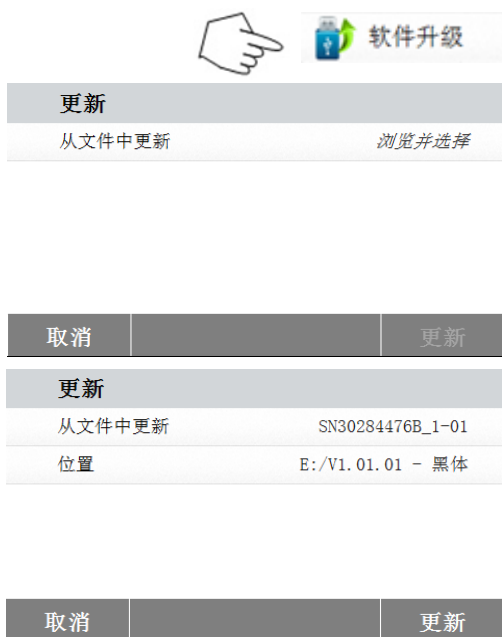 软件升级
更新
从文件中更新 浏览并选择
取消 更新
更新
从文件中更新 SN30284476B_1-01
位置 E:/V1.01.01 - 黑体
取消 更新